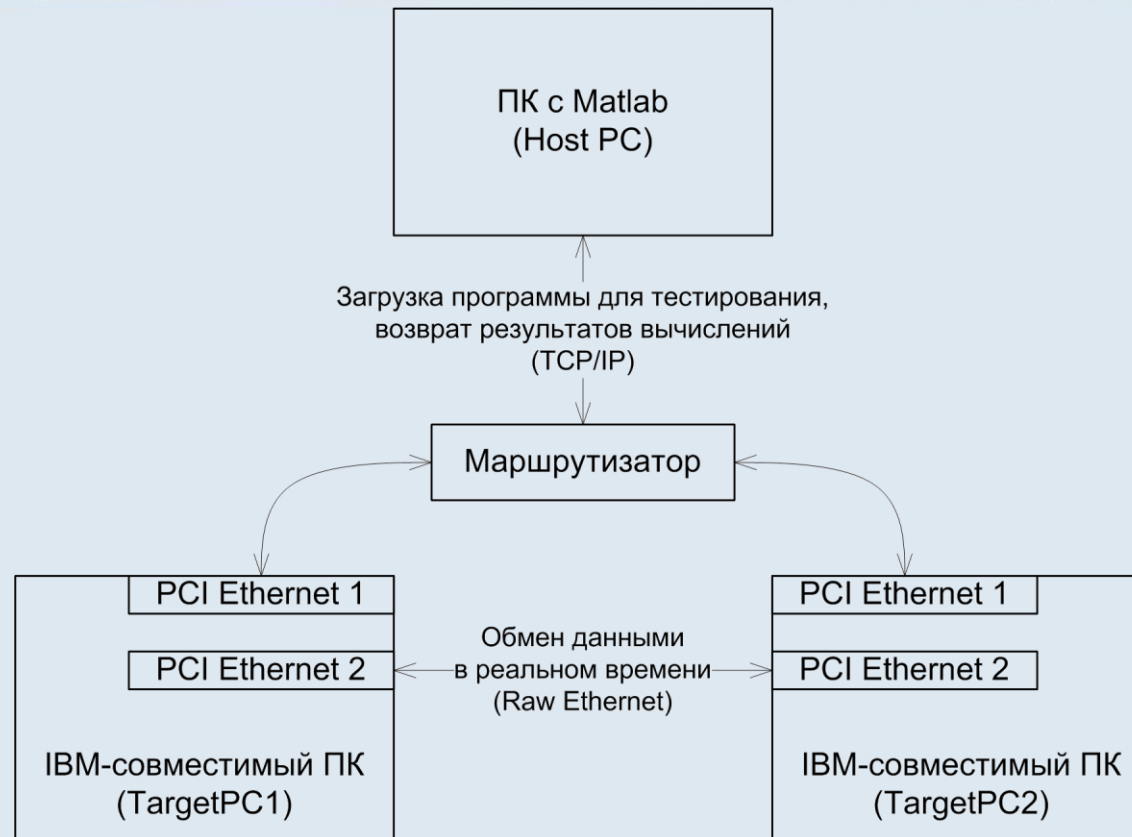 ПК с Matlab
(Host PC)
Загрузка программы для тестирования,
возврат результатов вычислений
(TCP/IP)
Маршрутизатор
PCI Ethernet 1
PCI Ethernet 1
PCI Ethernet 2
Обмен данными
в реальном времени
(Raw Ethernet)
PCI Ethernet 2
IBM-совместимый ПК
(TargetPC1)
IBM-совместимый ПК
(TargetPC2)